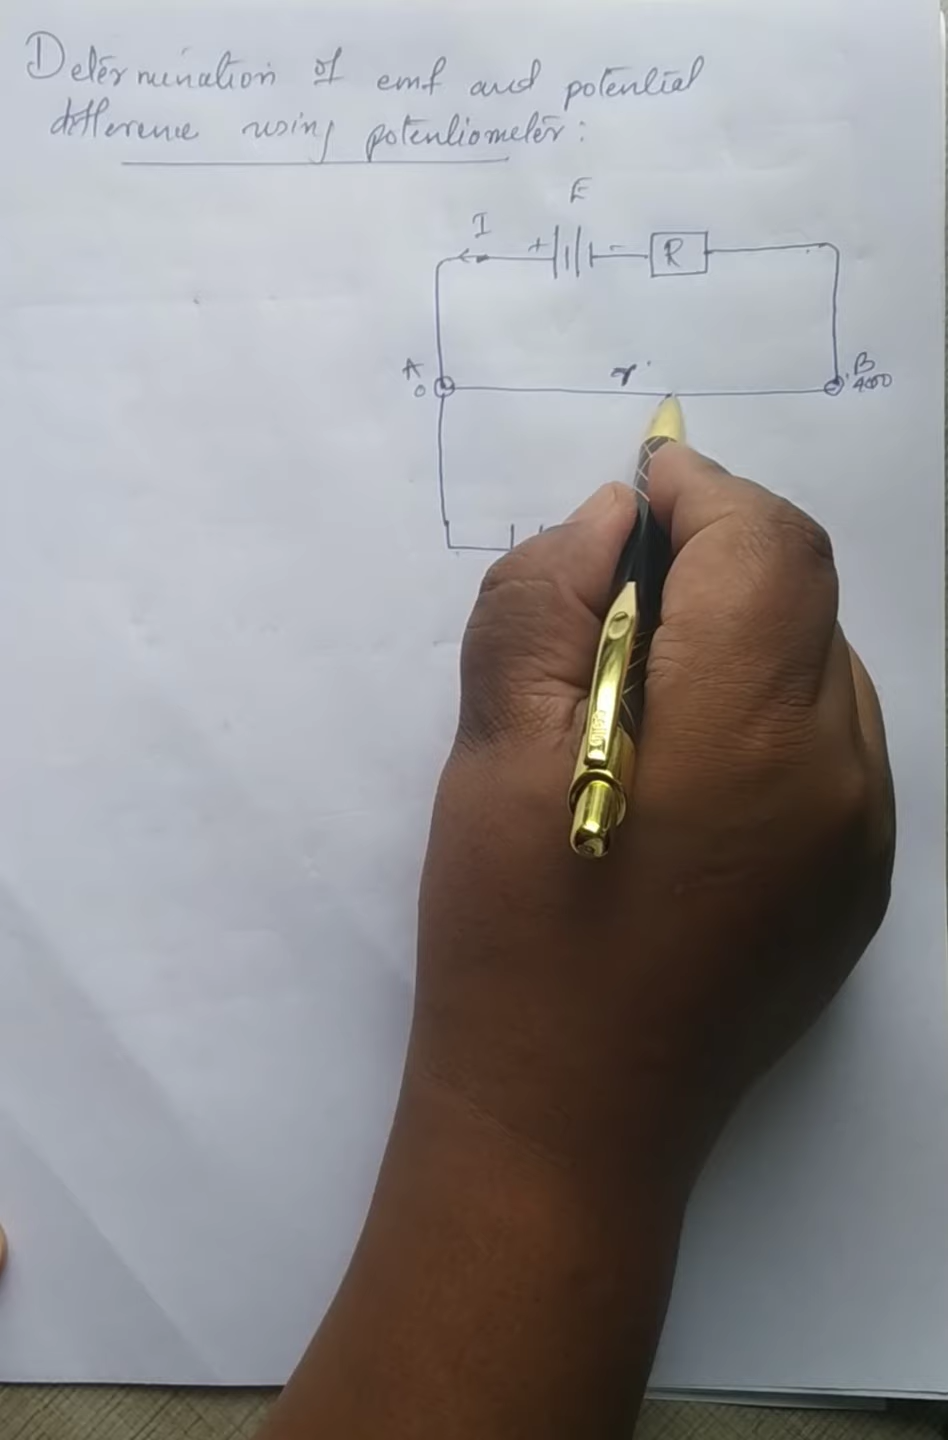 Determination of emf and potential
difference using potentiometer:
E
I
+ -
R
r
A
B
0
400